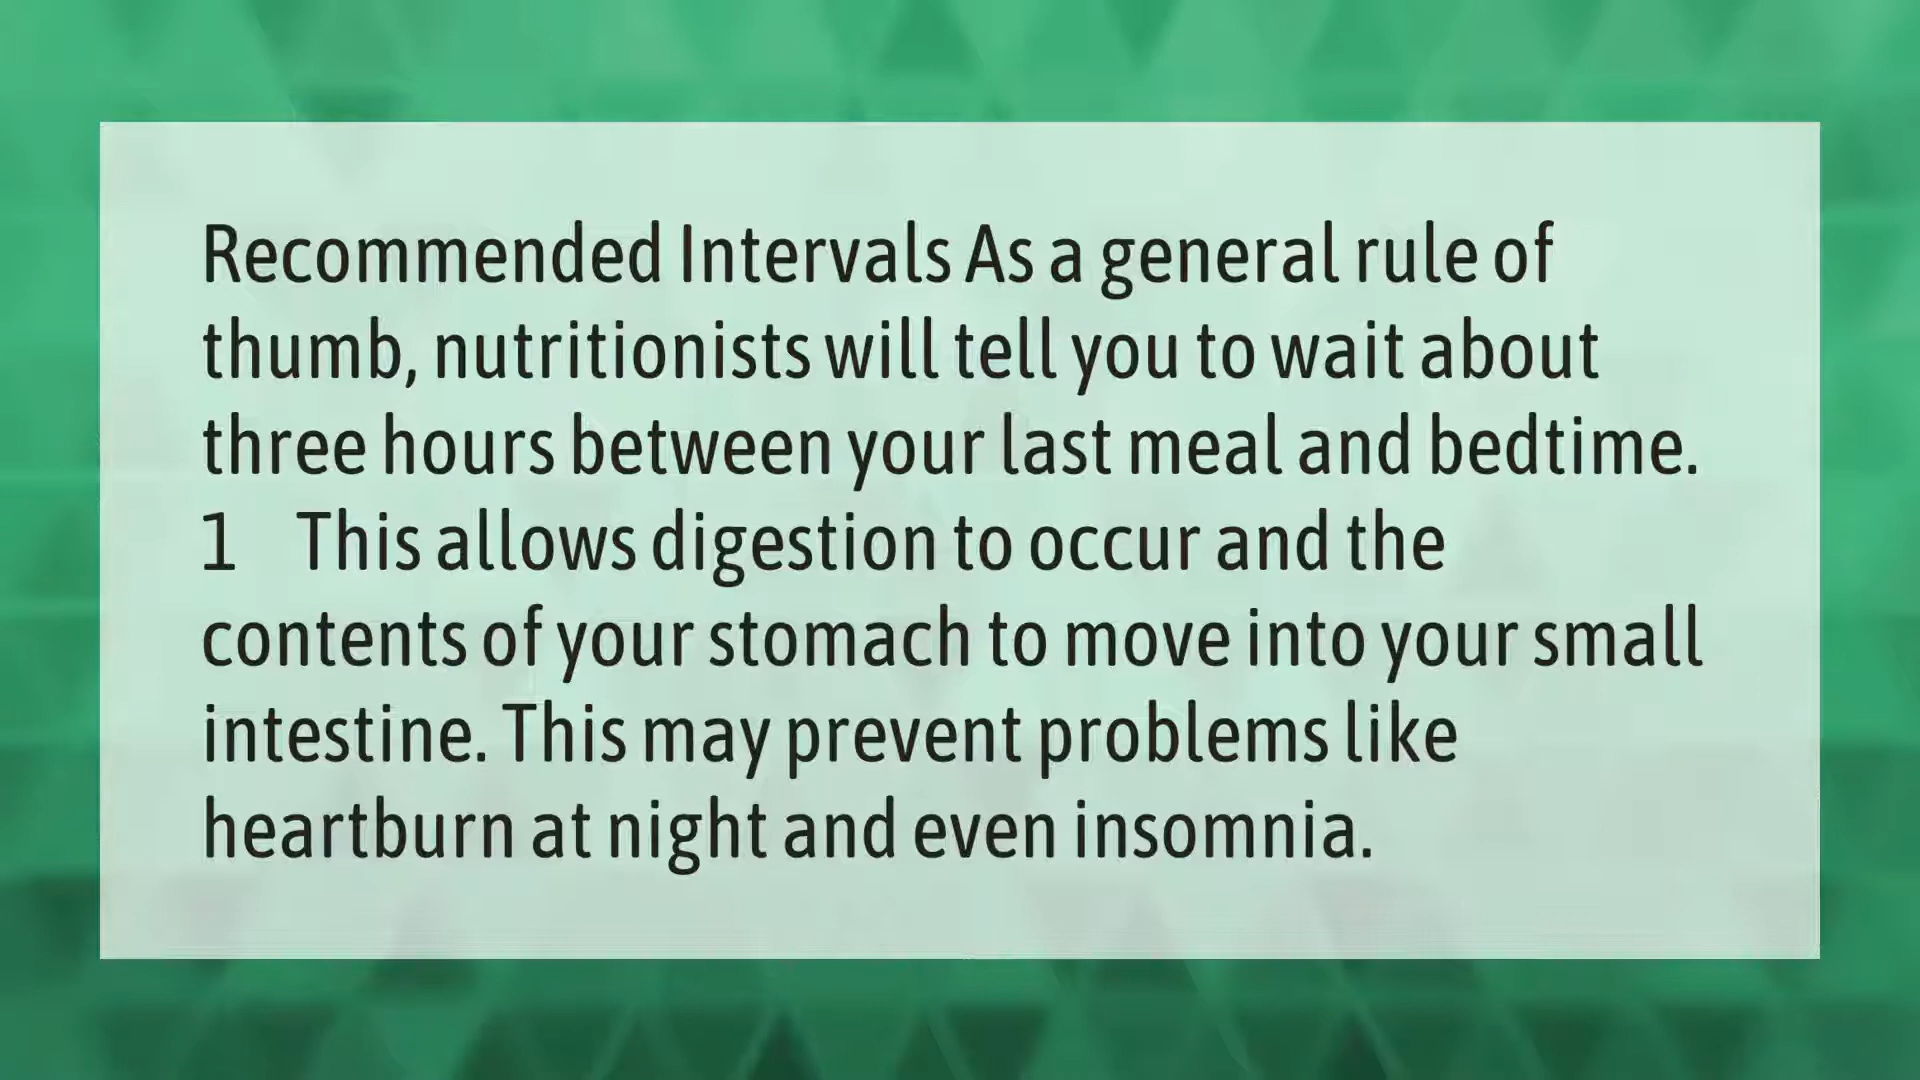 Recommended Intervals As a general rule of
thumb, nutritionists will tell you to wait about
three hours between your last meal and bedtime.
1 This allows digestion to occur and the
contents of your stomach to move into your small
intestine. This may prevent problems like
heartburn at night and even insomnia.